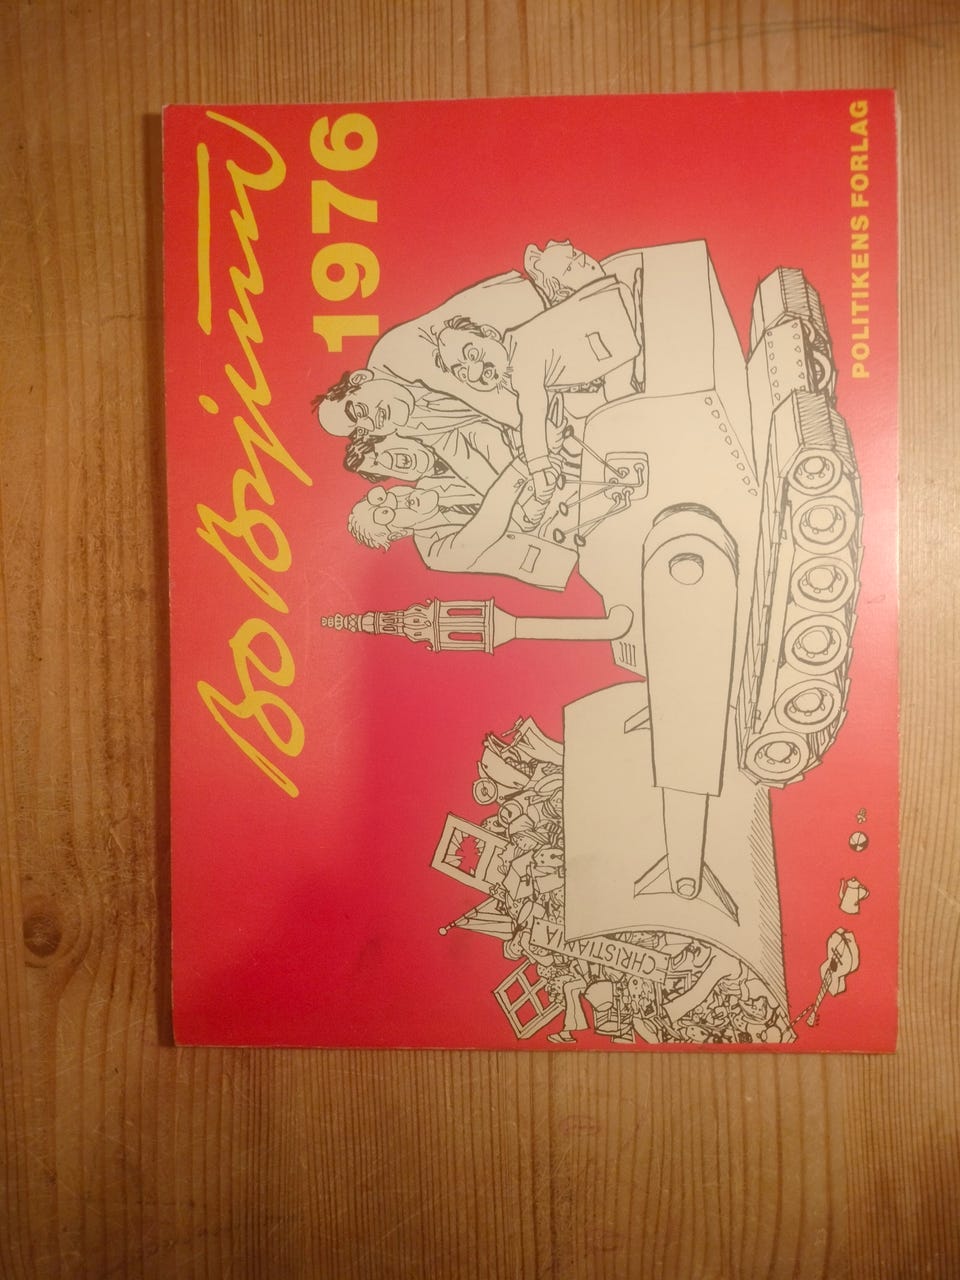 Bo Bojesen
1976
CHRISTIANIA
POLITIKENS FORLAG